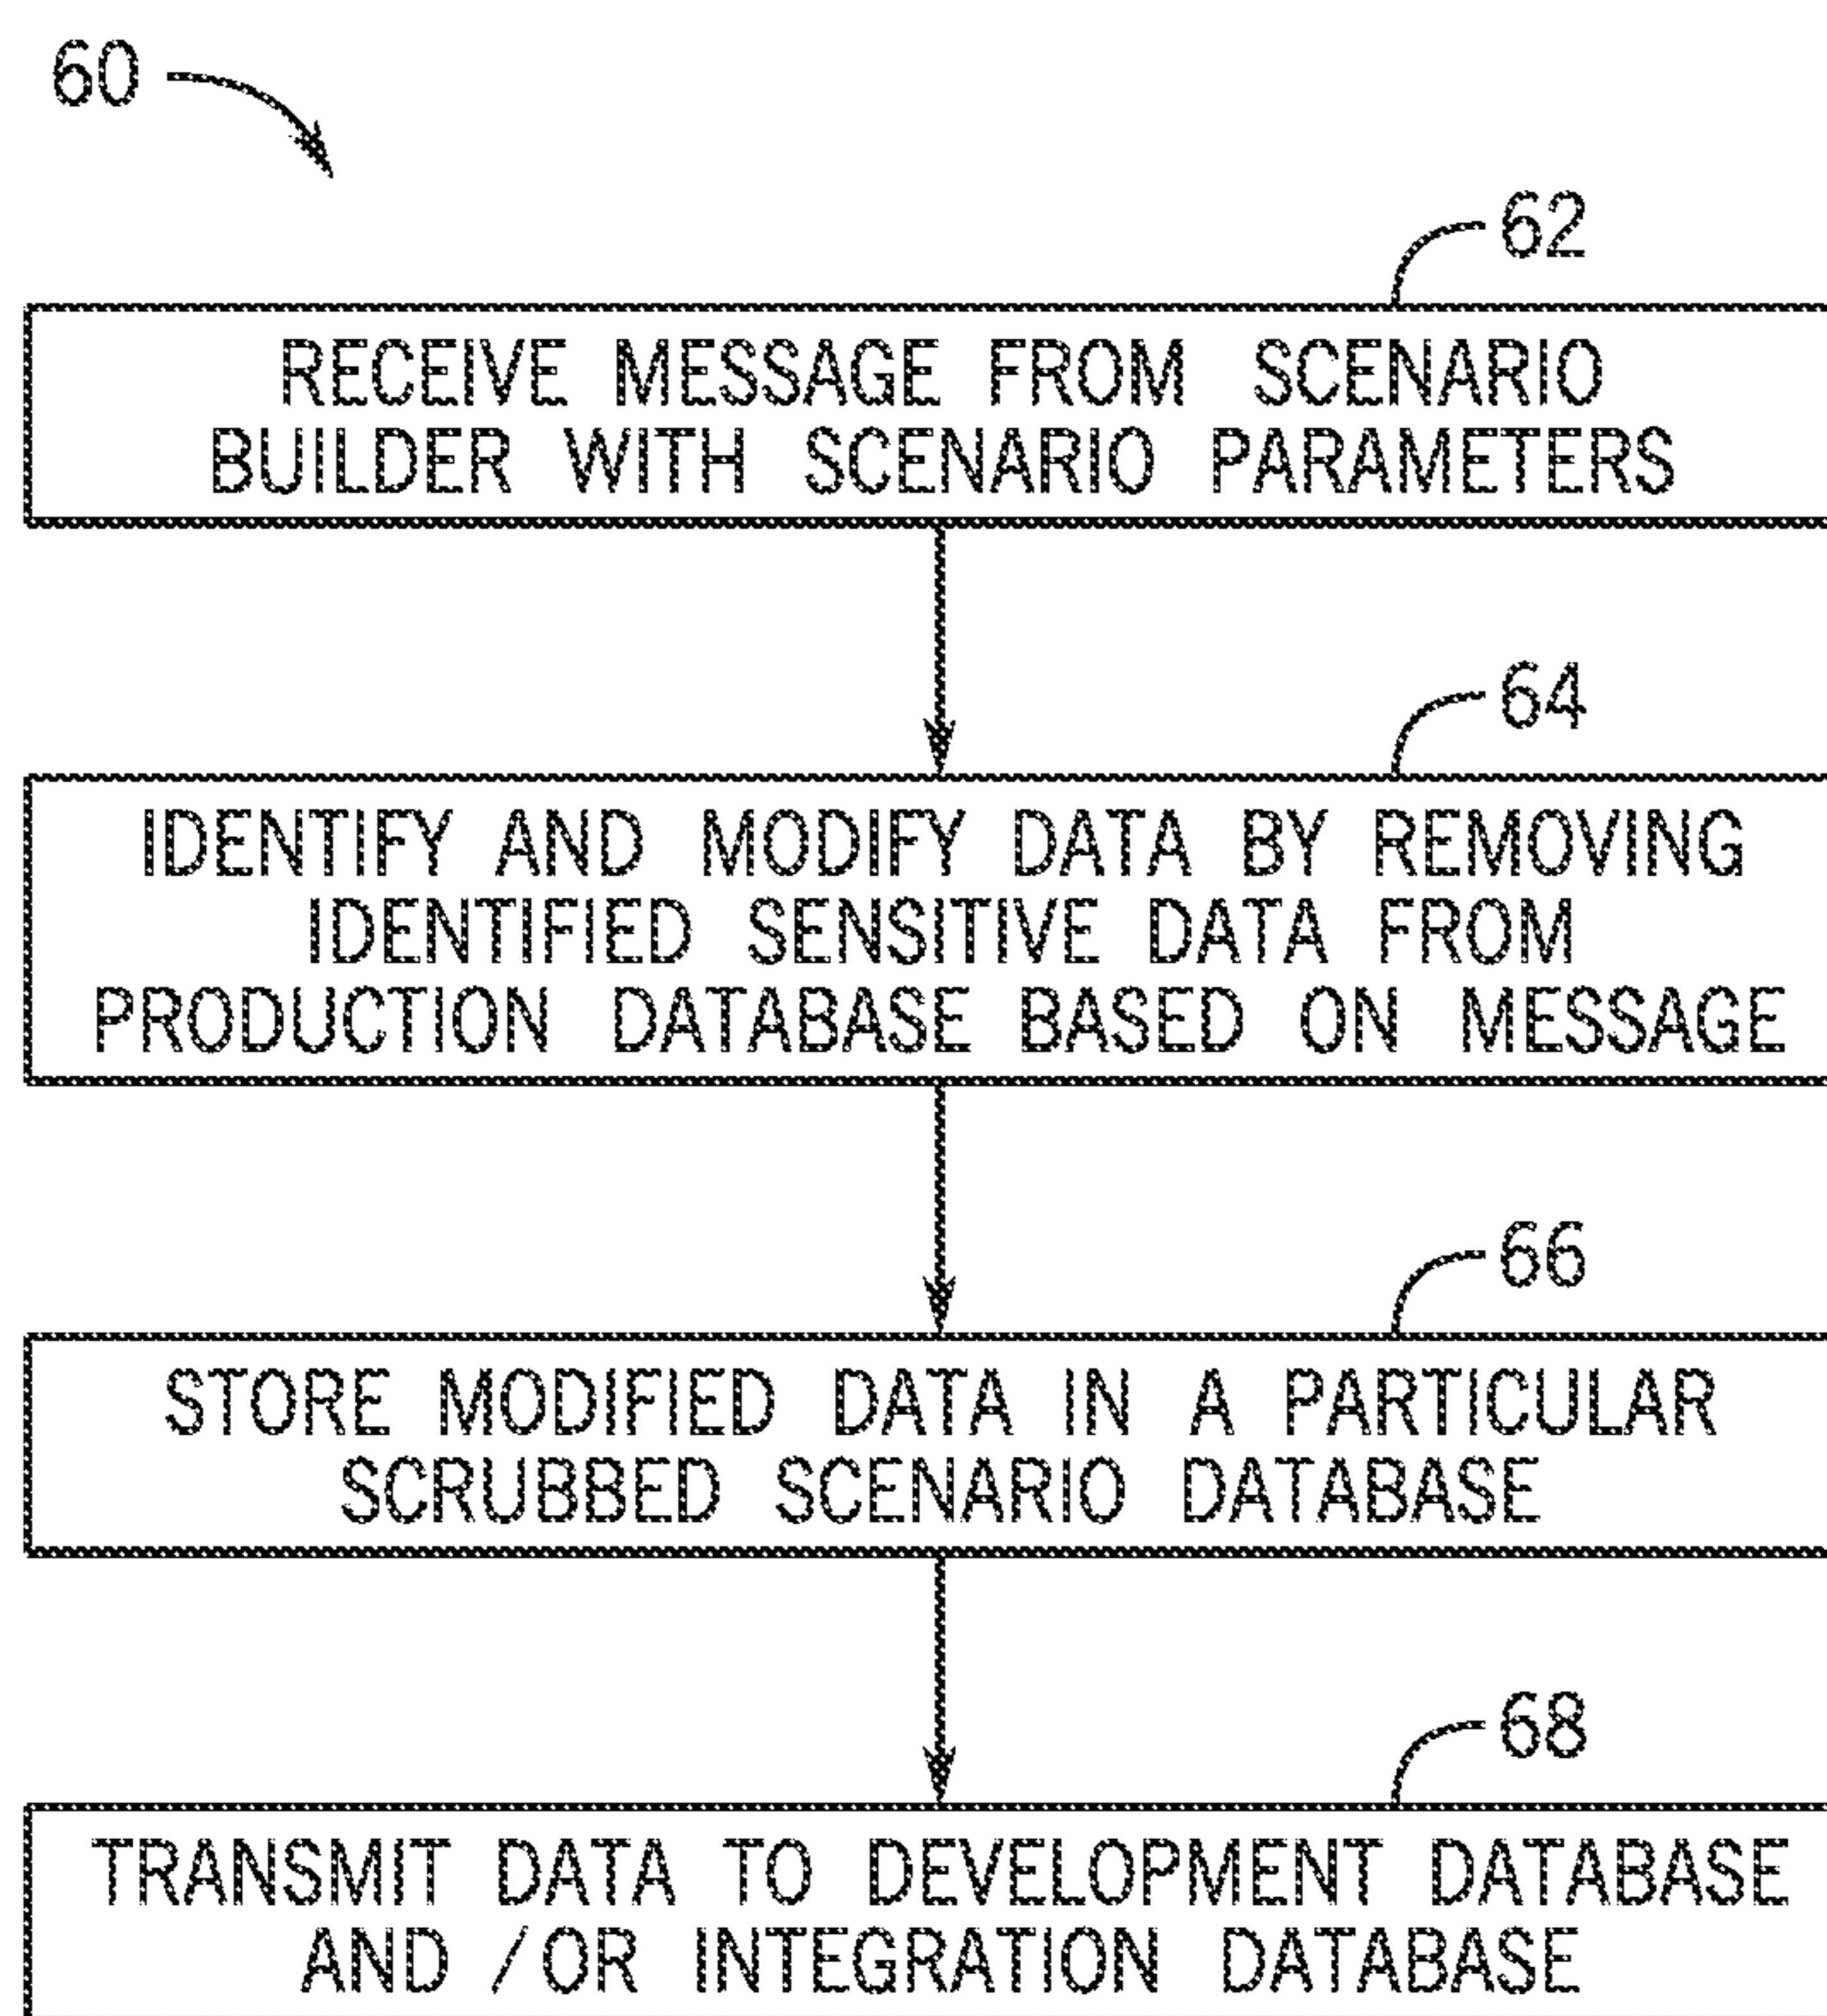 60
62
RECEIVE MESSAGE FROM SCENARIO
BUILDER WITH SCENARIO PARAMETERS
64
IDENTIFY AND MODIFY DATA BY REMOVING
IDENTIFIED SENSITIVE DATA FROM
PRODUCTION DATABASE BASED ON MESSAGE
66
STORE MODIFIED DATA IN A PARTICULAR
SCRUBBED SCENARIO DATABASE
68
TRANSMIT DATA TO DEVELOPMENT DATABASE
AND /OR INTEGRATION DATABASE